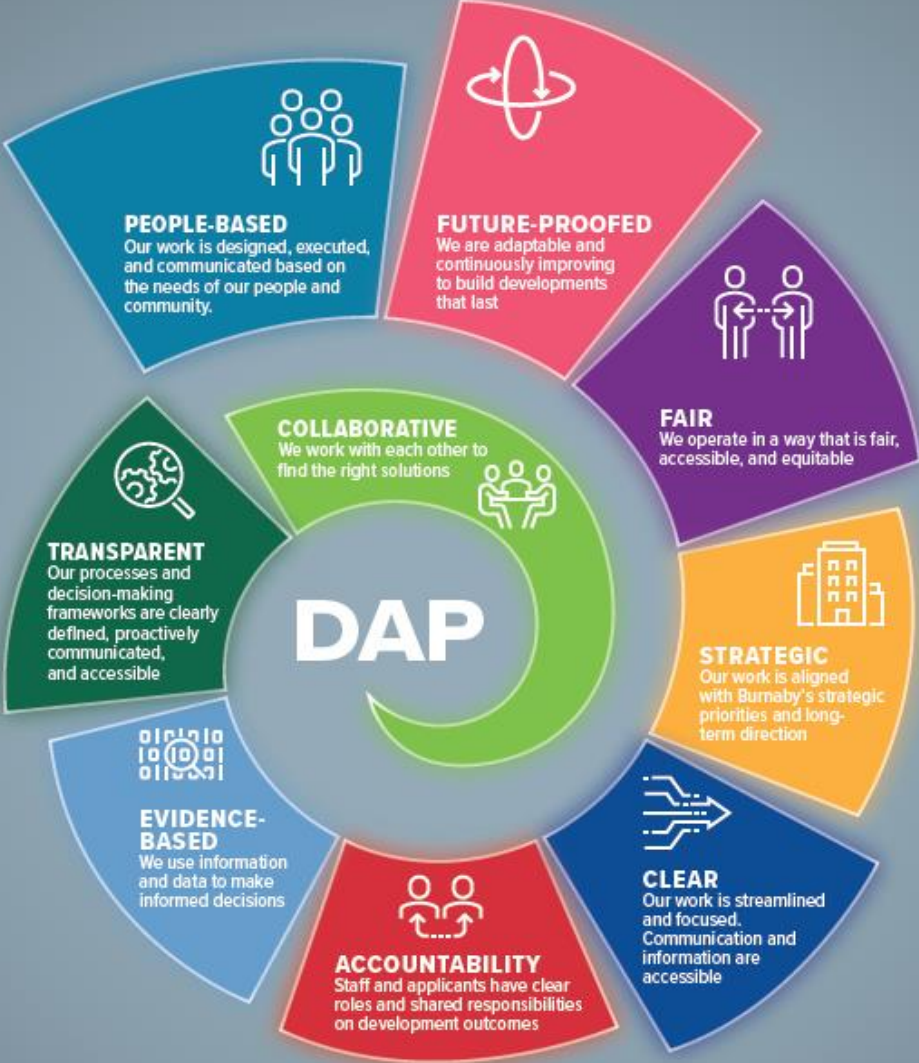 PEOPLE-BASED
Our work is designed, executed,
and communicated based on
the needs of our people and
community.
FUTURE-PROOFED
We are adaptable and
continuously improving
to build developments
that last
FAIR
We operate in a way that is fair,
accessible, and equitable
STRATEGIC
Our work is aligned
with Burnaby's strategic
priorities and long-
term direction
CLEAR
Our work is streamlined
and focused.
Communication and
information are
accessible
ACCOUNTABILITY
Staff and applicants have clear
roles and shared responsibilities
on development outcomes
EVIDENCE-
BASED
We use information
and data to make
informed decisions
TRANSPARENT
Our processes and
decision-making
frameworks are clearly
defined, proactively
communicated,
and accessible
COLLABORATIVE
We work with each other to
find the right solutions
DAP